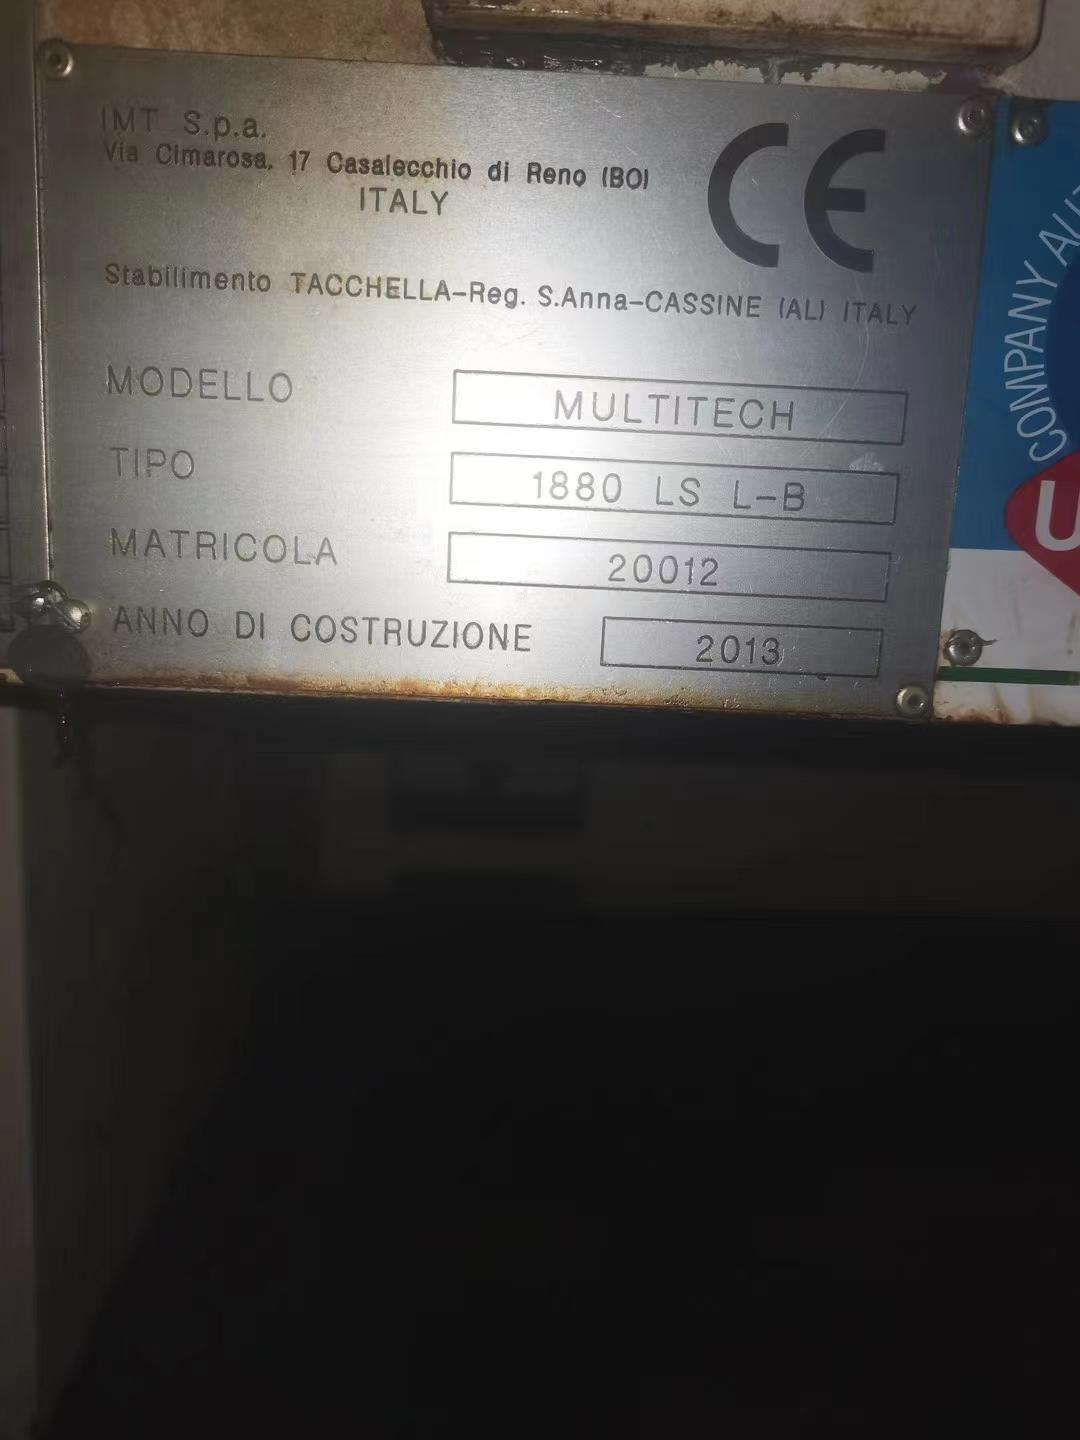 IMT S.p.a.
Via Cimarosa, 17 Casalecchio di Reno (BO)
ITALY
CE
Stabilimento TACCHELLA-Reg. S.Anna-CASSINE (AL) ITALY
MODELLO MULTITECH
TIPO 1880 LS L-B
MATRICOLA 20012
ANNO DI COSTRUZIONE 2013
COMPANY
U